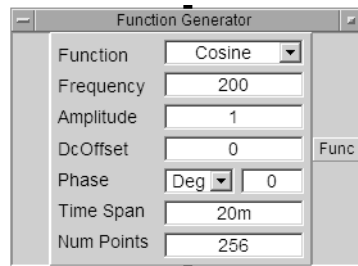 Function Generator
Function Cosine
Frequency 200
Amplitude 1
DcOffset 0 Func
Phase Deg 0
Time Span 20m
Num Points 256